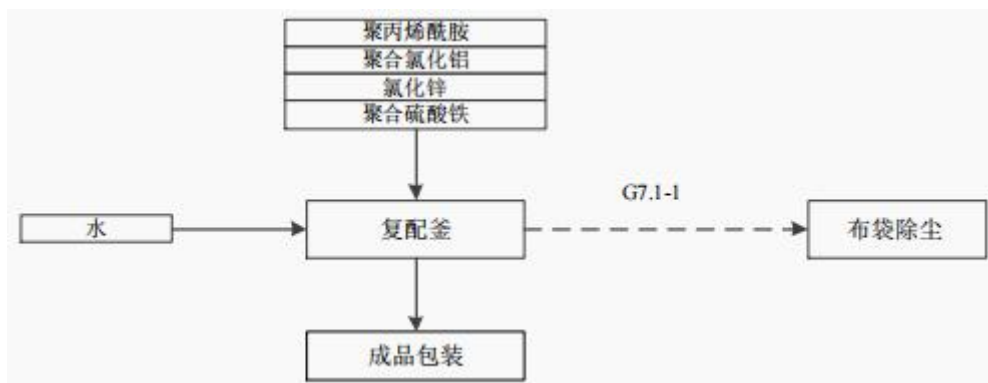 聚丙烯酰胺
聚合氯化铝
氯化锌
聚合硫酸铁
G7.1-1
水
复配釜
布袋除尘
成品包装